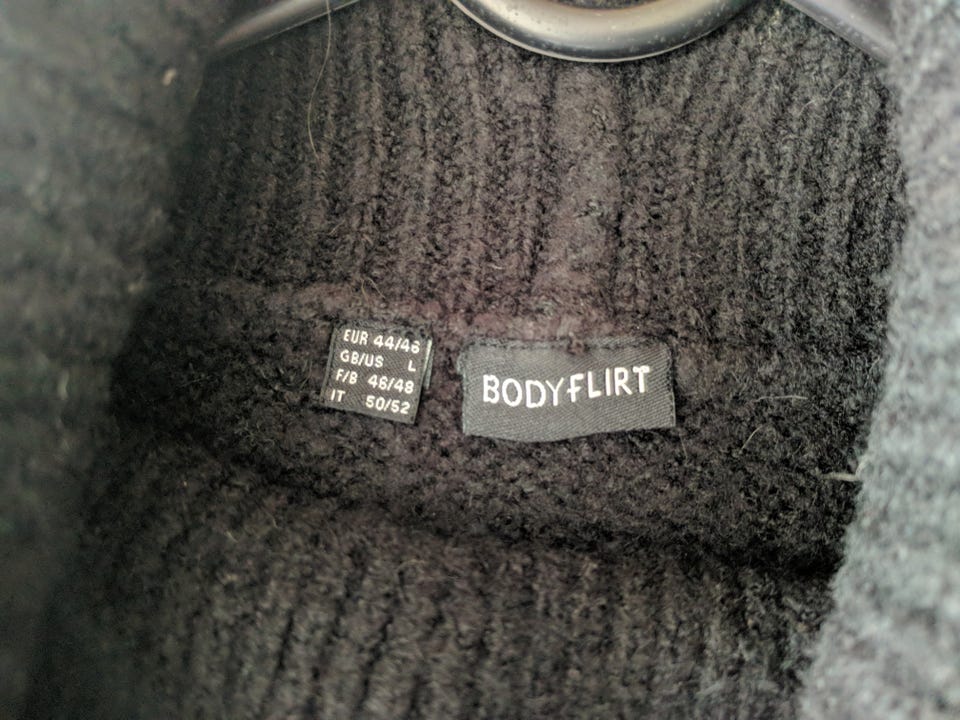 EUR 44/46
GB/US L
F/B 46/48
IT 50/52
BODYFLIRT